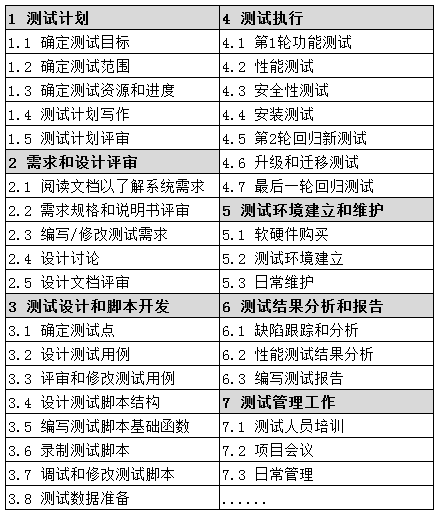 1 测试计划
1.1 确定测试目标
1.2 确定测试范围
1.3 确定测试资源和进度
1.4 测试计划写作
1.5 测试计划评审
2 需求和设计评审
2.1 阅读文档以了解系统需求
2.2 需求规格和说明书评审
2.3 编写/修改测试需求
2.4 设计讨论
2.5 设计文档评审
3 测试设计和脚本开发
3.1 确定测试点
3.2 设计测试用例
3.3 评审和修改测试用例
3.4 设计测试脚本结构
3.5 编写测试脚本基础函数
3.6 录制测试脚本
3.7 调试和修改测试脚本
3.8 测试数据准备
4 测试执行
4.1 第1轮功能测试
4.2 性能测试
4.3 安全性测试
4.4 安装测试
4.5 第2轮回归新测试
4.6 升级和迁移测试
4.7 最后一轮回归测试
5 测试环境建立和维护
5.1 软硬件购买
5.2 测试环境建立
5.3 日常维护
6 测试结果分析和报告
6.1 缺陷跟踪和分析
6.2 性能测试结果分析
6.3 编写测试报告
7 测试管理工作
7.1 测试人员培训
7.2 项目会议
7.3 日常管理
......